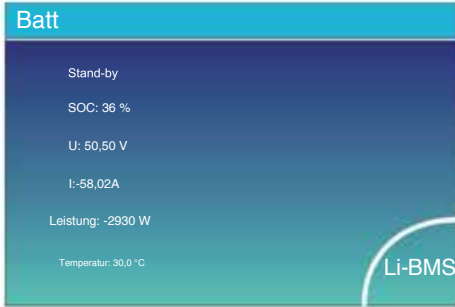 Batt
Stand-by
SOC: 36 %
U: 50,50 V
I:-58,02A
Leistung: -2930 W
Temperatur: 30,0 °C
Li-BMS